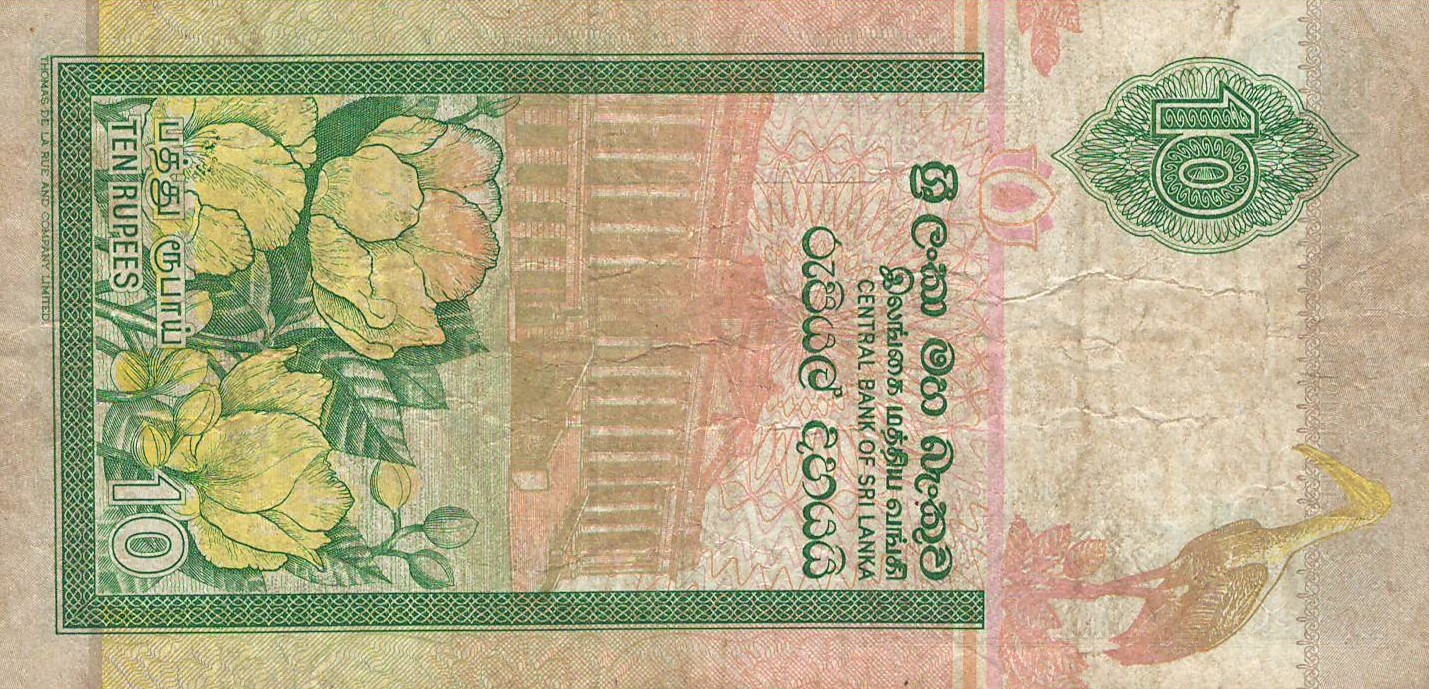 10
ශ්‍රී ලංකා මහ බැංකුව
இலங்கை மத்திய வங்கி
CENTRAL BANK OF SRI LANKA
රුපියල් දහයයි
பத்து ரூபாய்
TEN RUPEES
10
THOMAS DE LA RUE AND COMPANY LIMITED